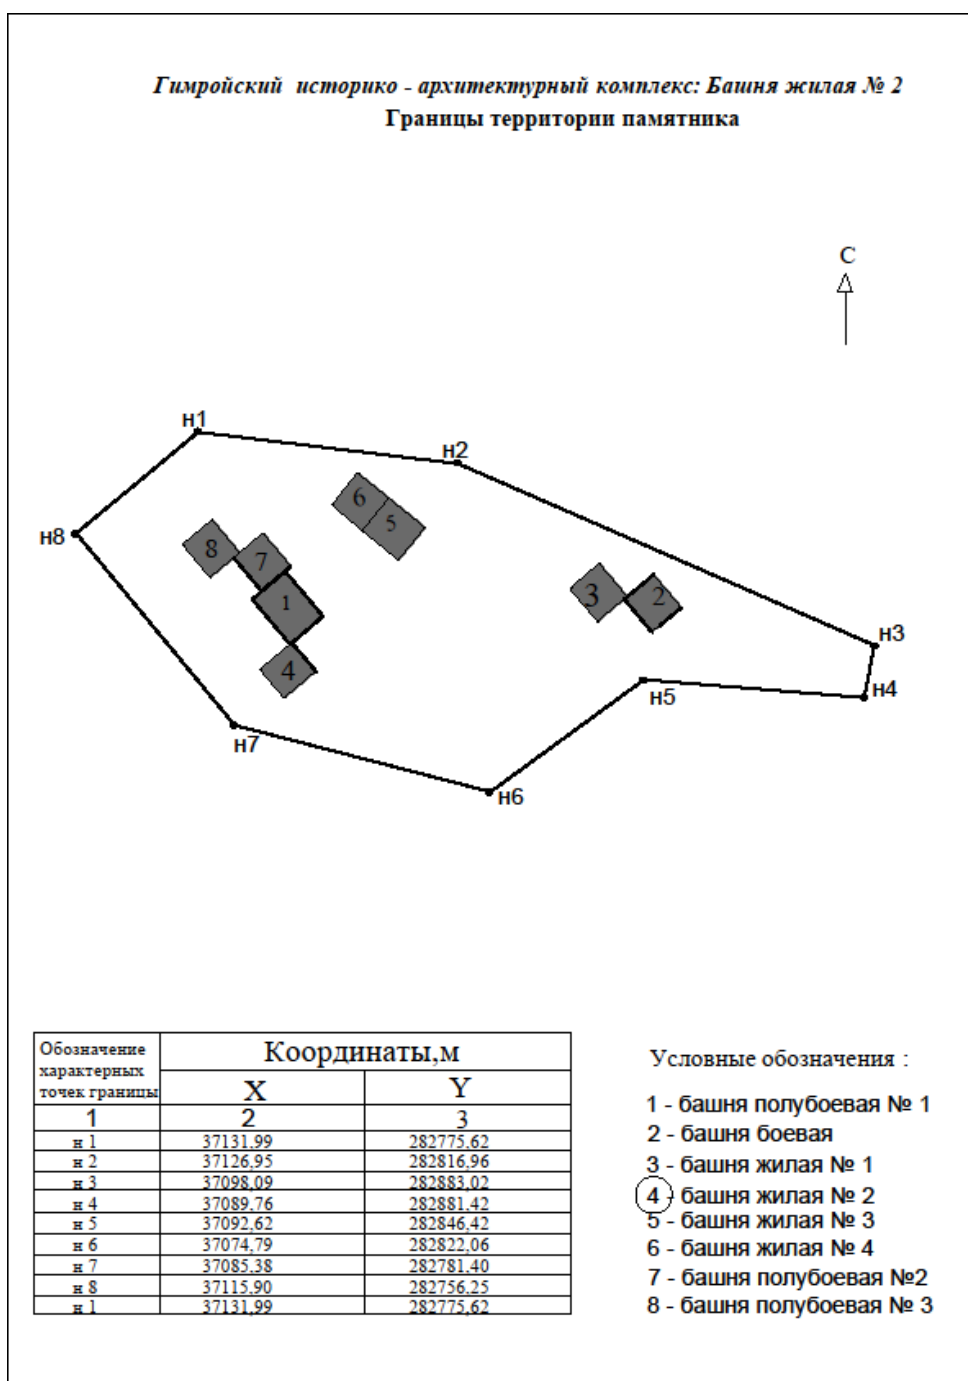 Гимройский историко - архитектурный комплекс: Башня жилая № 2
Границы территории памятника
С
н1
н2
н8
6
5
8
7
1
3
2
4
н3
н4
н5
н7
н6
Обозначение характерных точек границы Координаты,м
X Y
1 2 3
н 1 37131,99 282775,62
н 2 37126,95 282816,96
н 3 37098,09 282883,02
н 4 37089,76 282881,42
н 5 37092,62 282846,42
н 6 37074,79 282822,06
н 7 37085,38 282781,40
н 8 37115,90 282756,25
н 1 37131,99 282775,62
Условные обозначения :
1 - башня полубоевая № 1
2 - башня боевая
3 - башня жилая № 1
4 - башня жилая № 2
5 - башня жилая № 3
6 - башня жилая № 4
7 - башня полубоевая №2
8 - башня полубоевая № 3